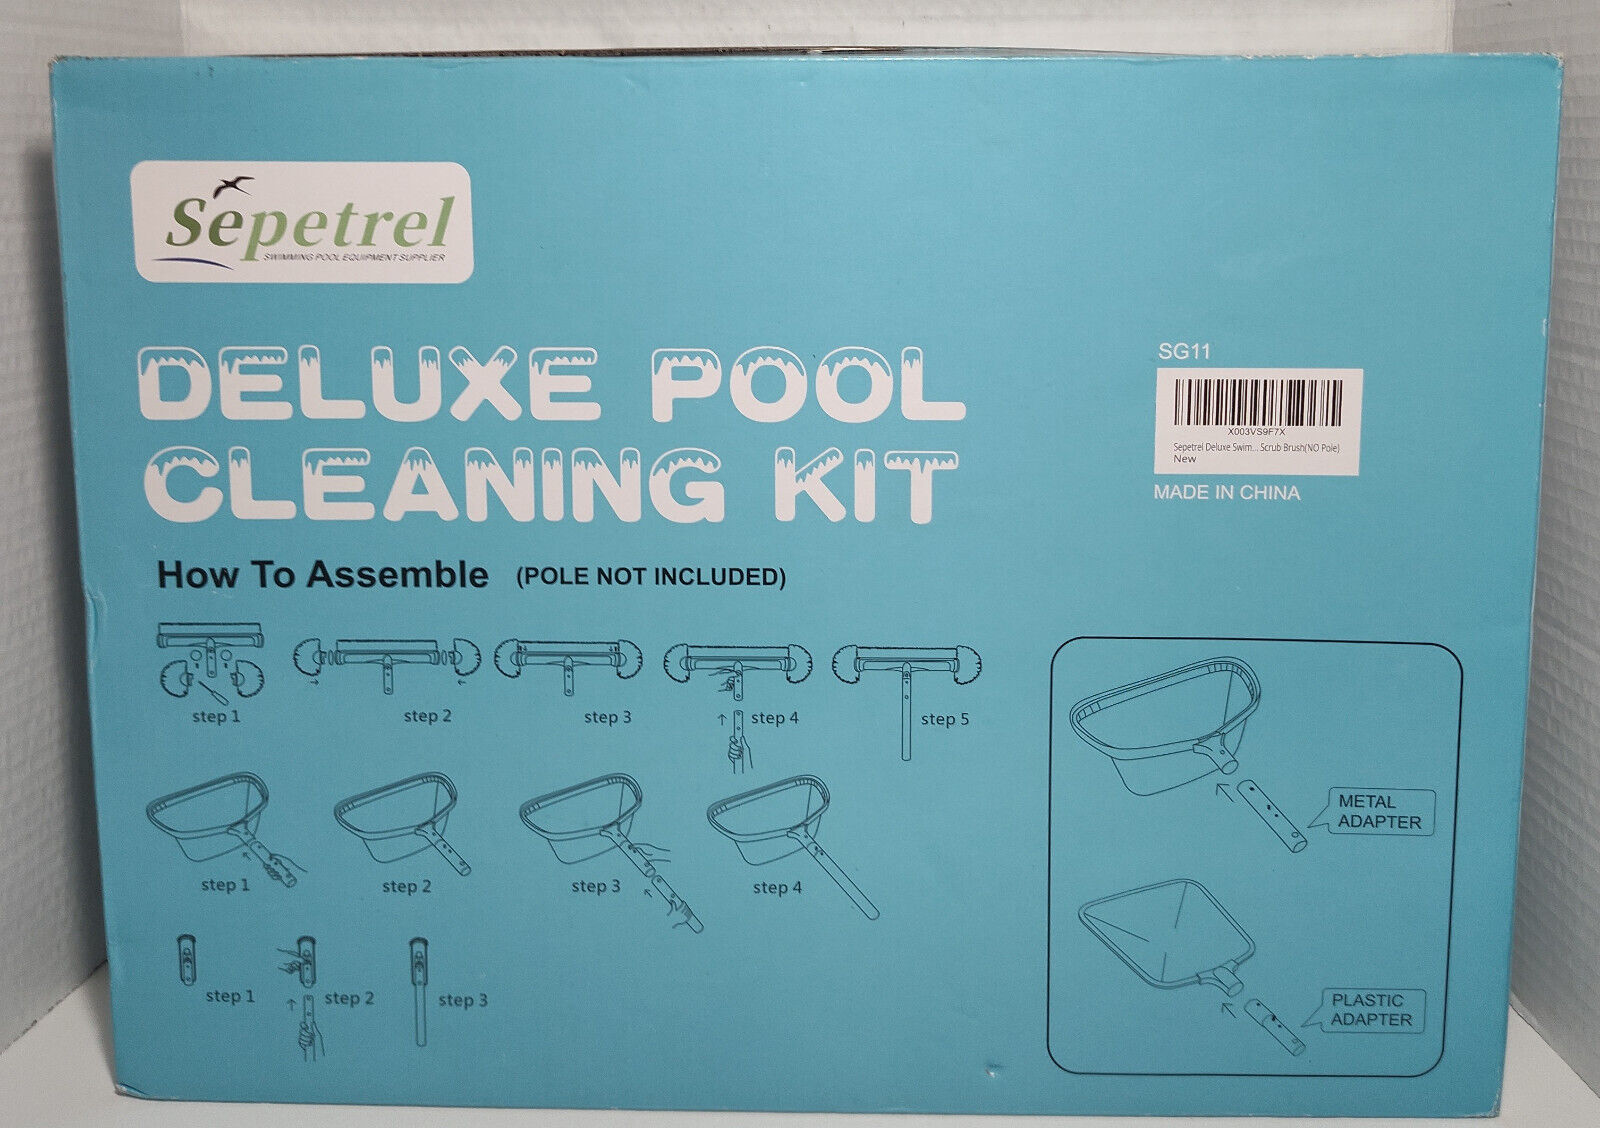 Sepetrel
SWIMMING POOL EQUIPMENT SUPPLIER
DELUXE POOL
CLEANING KIT
SG11
X003VS9F7X
Sepetrel Deluxe Swim... Scrub Brush(NO Pole)
New
MADE IN CHINA
How To Assemble (POLE NOT INCLUDED)
step 1
step 2
step 3
step 4
step 5
step 1
step 2
step 3
step 4
step 1
step 2
step 3
METAL
ADAPTER
PLASTIC
ADAPTER